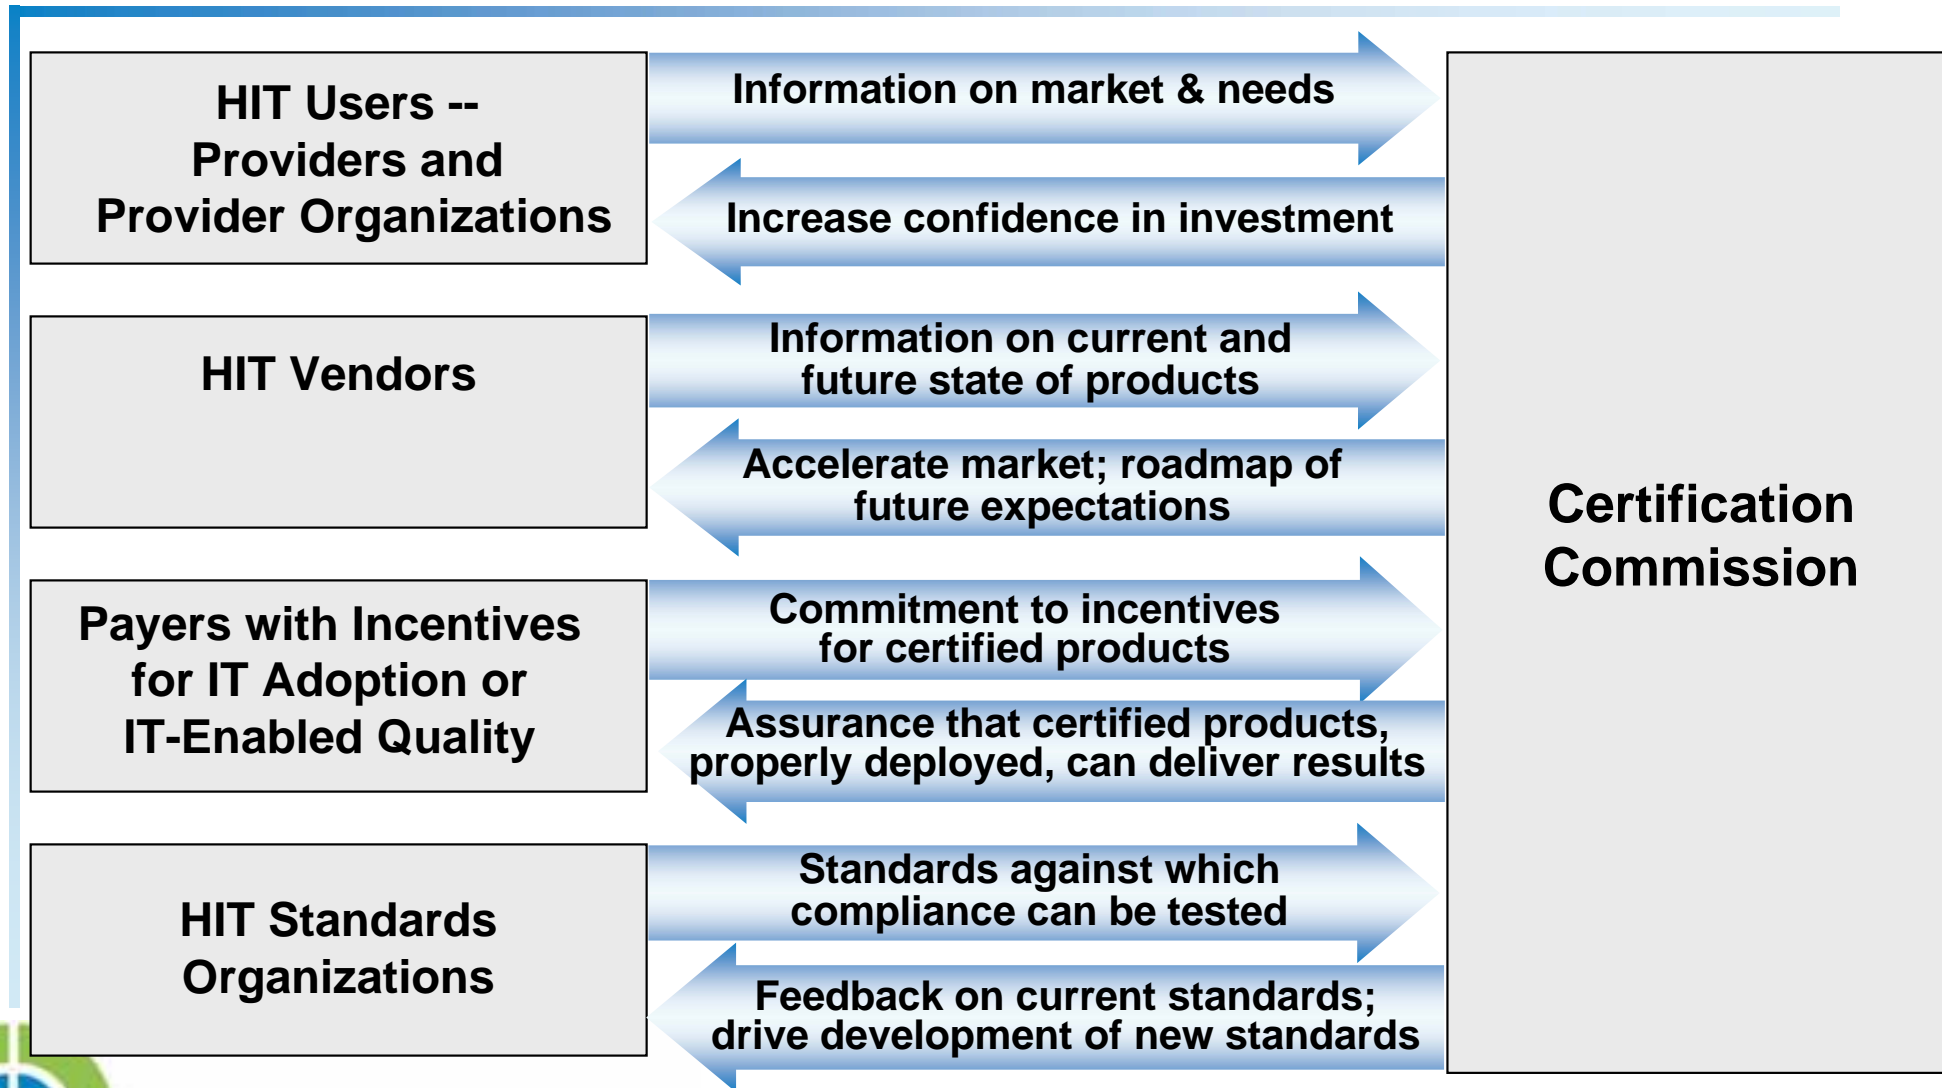 HIT Users --
Providers and
Provider Organizations
Information on market & needs
Increase confidence in investment
HIT Vendors
Information on current and
future state of products
Accelerate market; roadmap of
future expectations
Payers with Incentives
for IT Adoption or
IT-Enabled Quality
Commitment to incentives
for certified products
Assurance that certified products,
properly deployed, can deliver results
HIT Standards
Organizations
Standards against which
compliance can be tested
Feedback on current standards;
drive development of new standards
Certification
Commission